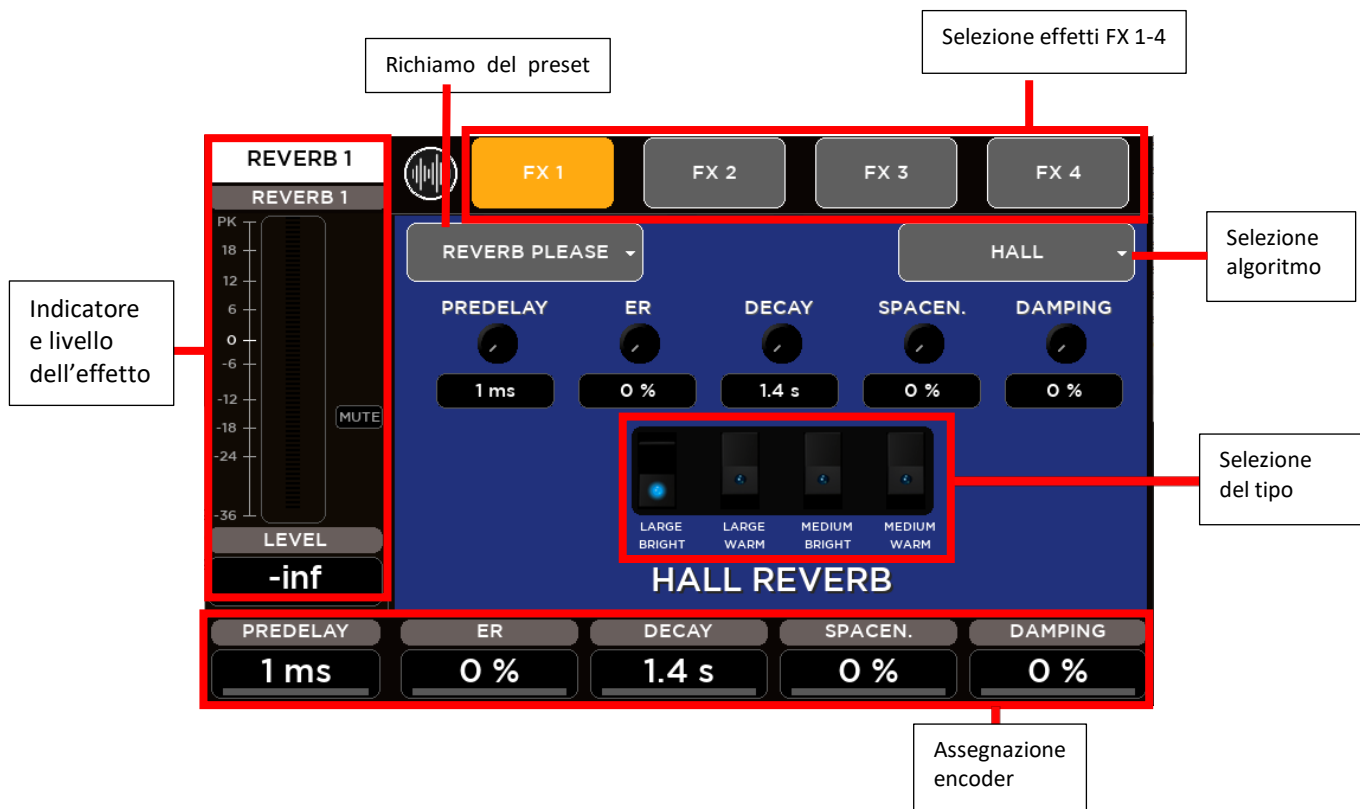 Selezione effetti FX 1-4
Richiamo del preset
REVERB 1
FX 1
FX 2
FX 3
FX 4
REVERB 1
PK
18
12
6
0
-6
-12
-18
-24
-36
MUTE
LEVEL
-inf
REVERB PLEASE
HALL
Selezione
algoritmo
Indicatore
e livello
dell'effetto
PREDELAY
ER
DECAY
SPACEN.
DAMPING
1 ms
0 %
1.4 s
0 %
0 %
LARGE
BRIGHT
LARGE
WARM
MEDIUM
BRIGHT
MEDIUM
WARM
Selezione
del tipo
HALL REVERB
PREDELAY
ER
DECAY
SPACEN.
DAMPING
1 ms
0 %
1.4 s
0 %
0 %
Assegnazione
encoder